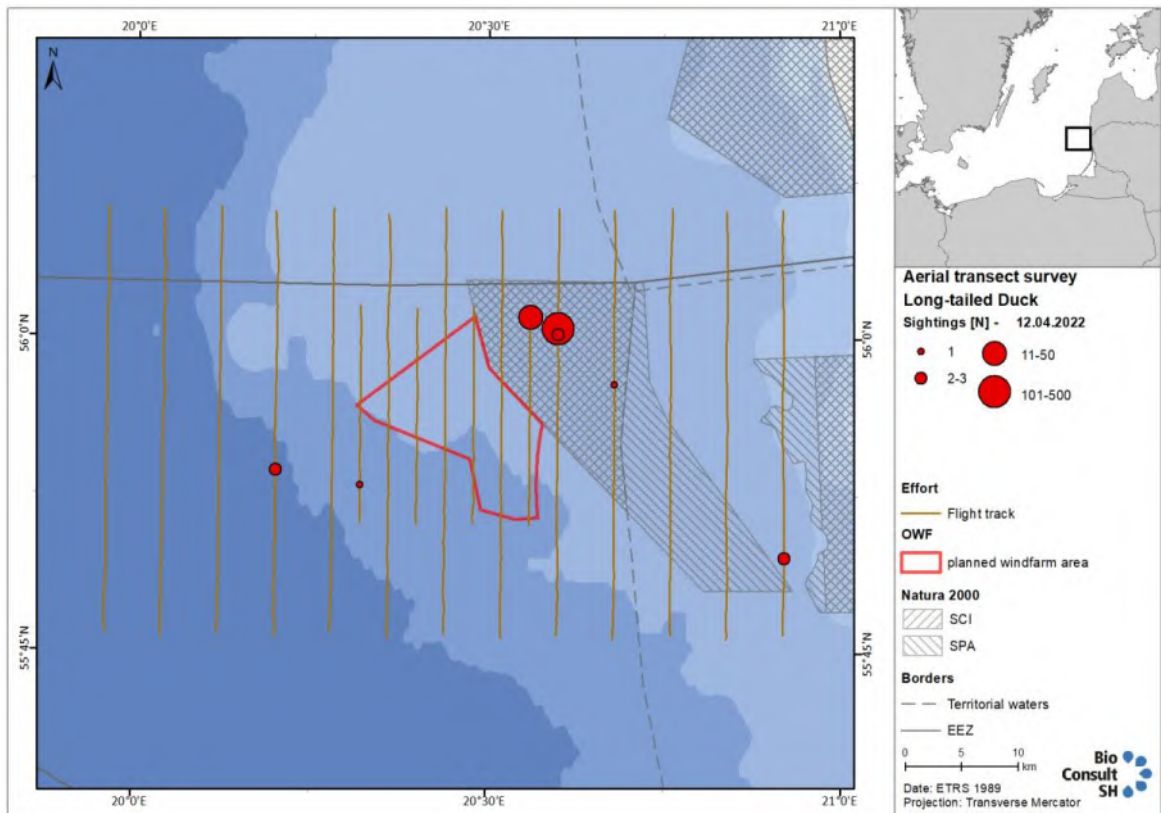 20°0'E
20°30'E
21°0'E
N
56°0'N
56°0'N
55°45'N
55°45'N
20°0'E
20°30'E
21°0'E
Aerial transect survey
Long-tailed Duck
Sightings [N] - 12.04.2022
1
11-50
2-3
101-500
Effort
Flight track
OWF
planned windfarm area
Natura 2000
SCI
SPA
Borders
Territorial waters
EEZ
0 5 10
km
Bio
Consult
SH
Date: ETRS 1989
Projection: Transverse Mercator